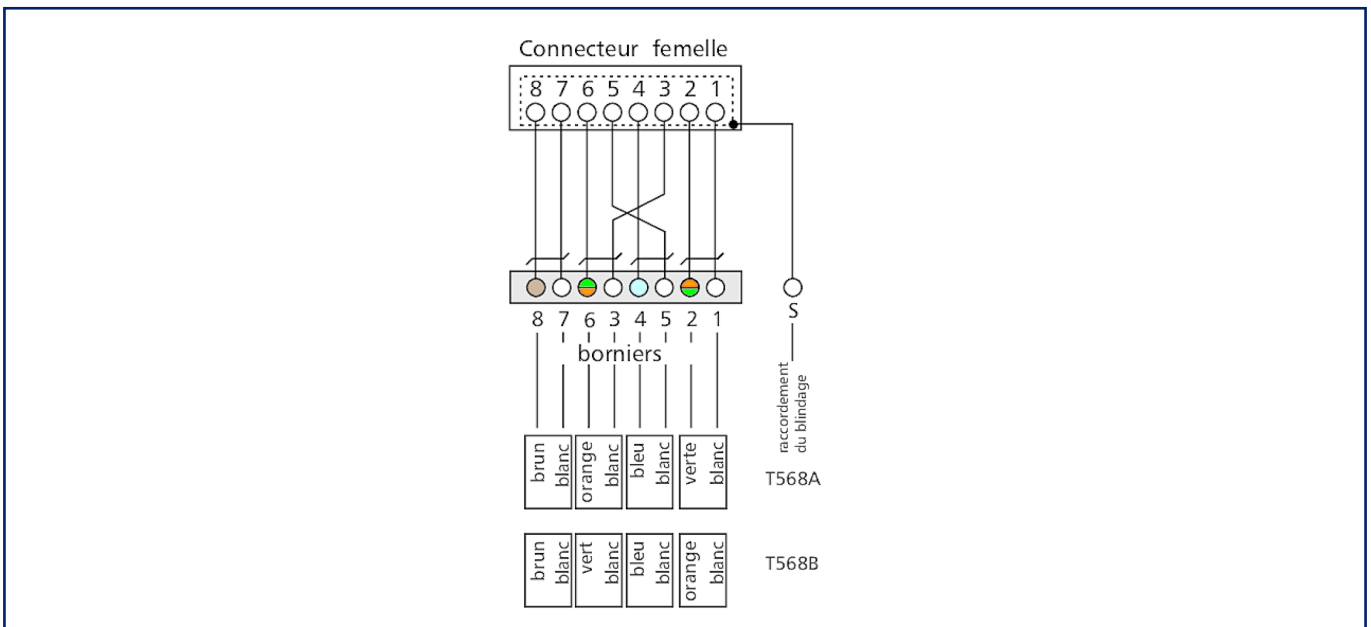 Connecteur femelle
8 7 6 5 4 3 2 1
8 7 6 3 4 5 2 1
S
borniers
raccordement
du blindage
brun blanc orange blanc bleu blanc verte blanc
T568A
brun blanc vert blanc bleu blanc orange blanc
T568B